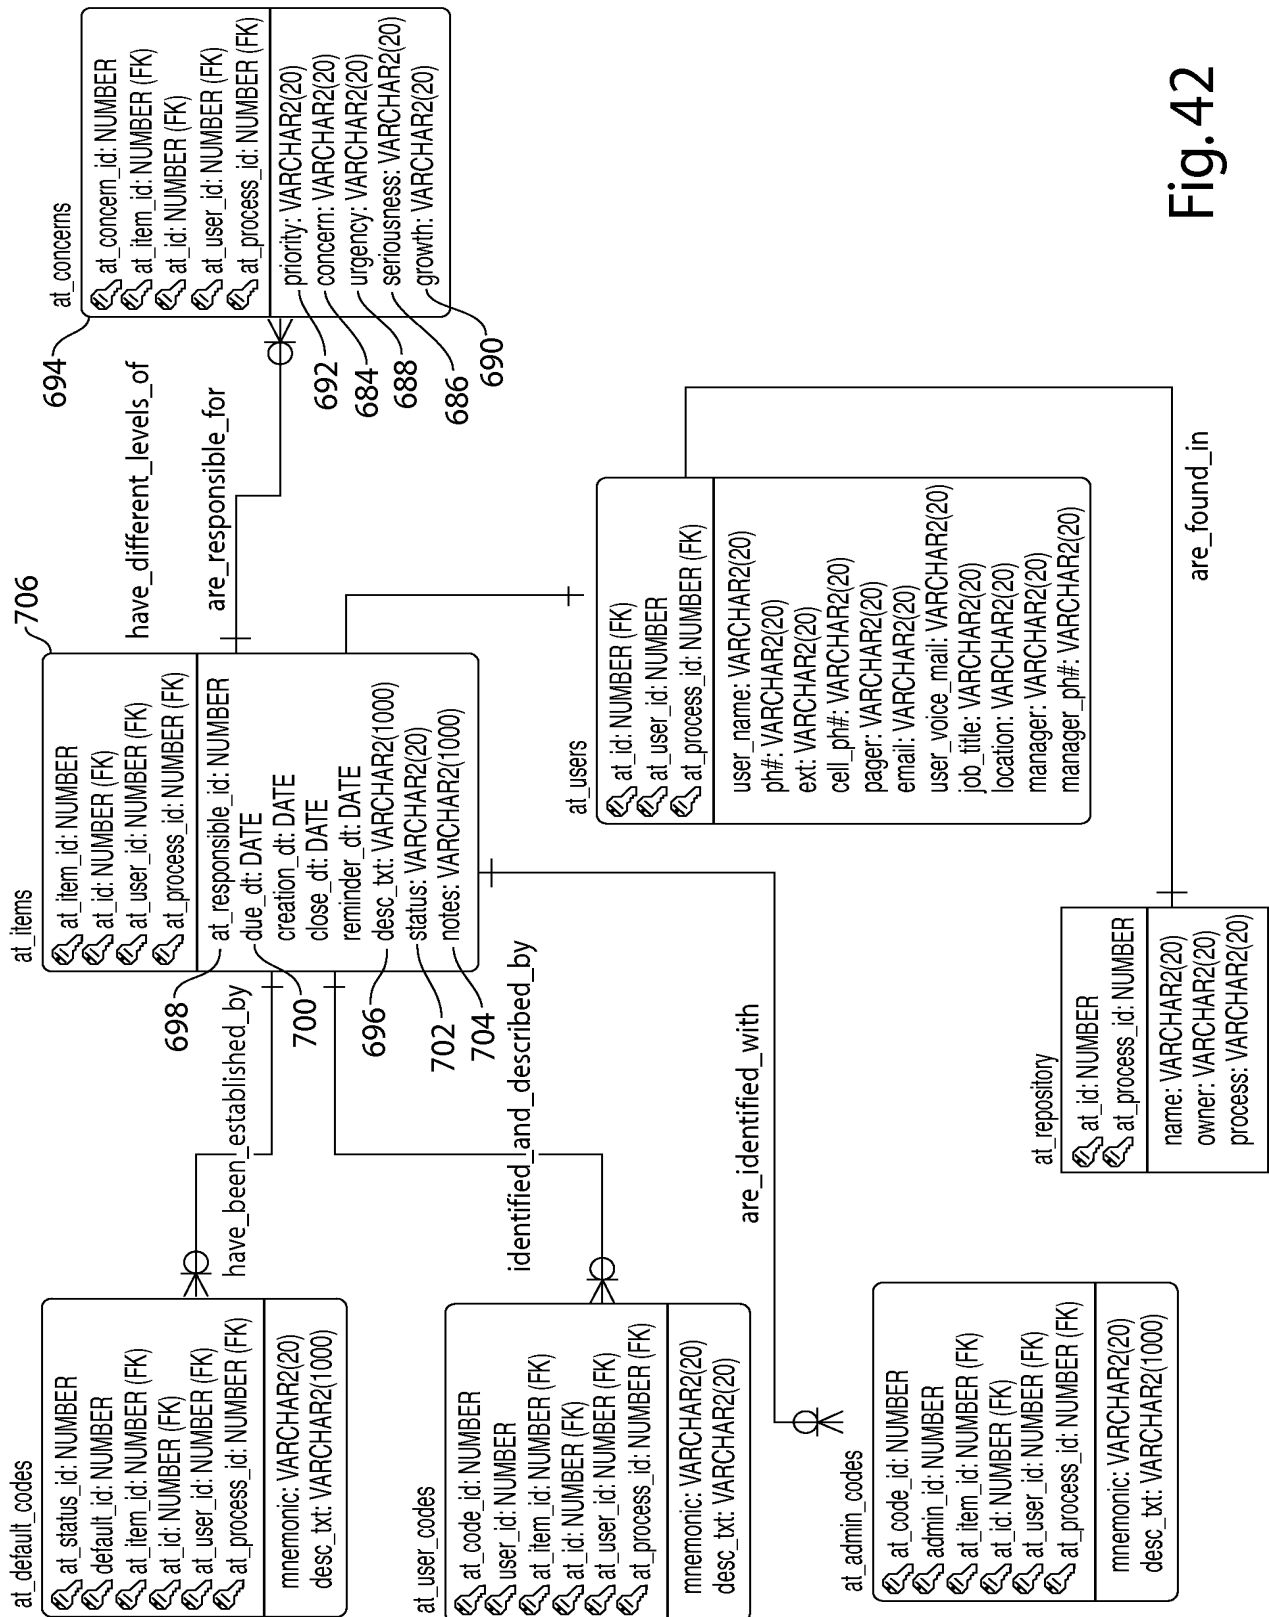 at_default_codes
at_status_id: NUMBER
default_id: NUMBER
at_item_id: NUMBER (FK)
at_id: NUMBER (FK)
at_user_id: NUMBER (FK)
at_process_id: NUMBER (FK)
mnemonic: VARCHAR2(20)
desc_txt: VARCHAR2(1000)
have_been_established_by
at_items
706
at_item_id: NUMBER
at_id: NUMBER (FK)
at_user_id: NUMBER (FK)
at_process_id: NUMBER (FK)
at_responsible_id: NUMBER
due_dt: DATE
creation_dt: DATE
close_dt: DATE
reminder_dt: DATE
desc_txt: VARCHAR2(1000)
status: VARCHAR2(20)
notes: VARCHAR2(1000)
698
700
696
702
704
have_different_levels_of
are_responsible_for
at_concerns
694
at_concern_id: NUMBER
at_item_id: NUMBER (FK)
at_id: NUMBER (FK)
at_user_id: NUMBER (FK)
at_process_id: NUMBER (FK)
priority: VARCHAR2(20)
concern: VARCHAR2(20)
urgency: VARCHAR2(20)
seriousness: VARCHAR2(20)
growth: VARCHAR2(20)
692
684
688
686
690
at_user_codes
at_code_id: NUMBER
user_id: NUMBER
at_item_id: NUMBER (FK)
at_id: NUMBER (FK)
at_user_id: NUMBER (FK)
at_process_id: NUMBER (FK)
mnemonic: VARCHAR2(20)
desc_txt: VARCHAR2(20)
identified_and_described_by
at_users
at_id: NUMBER (FK)
at_user_id: NUMBER
at_process_id: NUMBER (FK)
user_name: VARCHAR2(20)
ph#: VARCHAR2(20)
ext: VARCHAR2(20)
cell_ph#: VARCHAR2(20)
pager: VARCHAR2(20)
email: VARCHAR2(20)
user_voice_mail: VARCHAR2(20)
job_title: VARCHAR2(20)
location: VARCHAR2(20)
manager: VARCHAR2(20)
manager_ph#: VARCHAR2(20)
are_identified_with
at_admin_codes
at_code_id: NUMBER
admin_id: NUMBER
at_item_id: NUMBER (FK)
at_id: NUMBER (FK)
at_user_id: NUMBER (FK)
at_process_id: NUMBER (FK)
mnemonic: VARCHAR2(20)
desc_txt: VARCHAR2(1000)
at_repository
at_id: NUMBER
at_process_id: NUMBER
name: VARCHAR2(20)
owner: VARCHAR2(20)
process: VARCHAR2(20)
are_found_in
Fig. 42